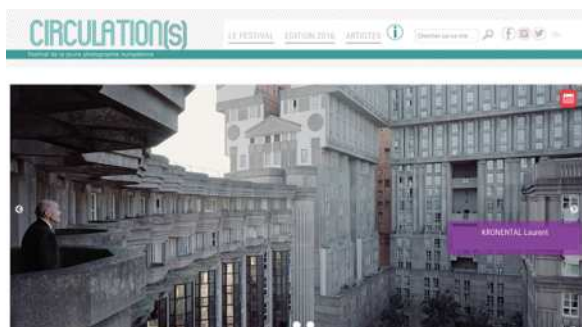 CIRCULATION(S)
festival de la jeune photographie européenne
LE FESTIVAL EDITION 2016 ARTISTES i
Chercher sur ce site
KRONENTAL Laurent